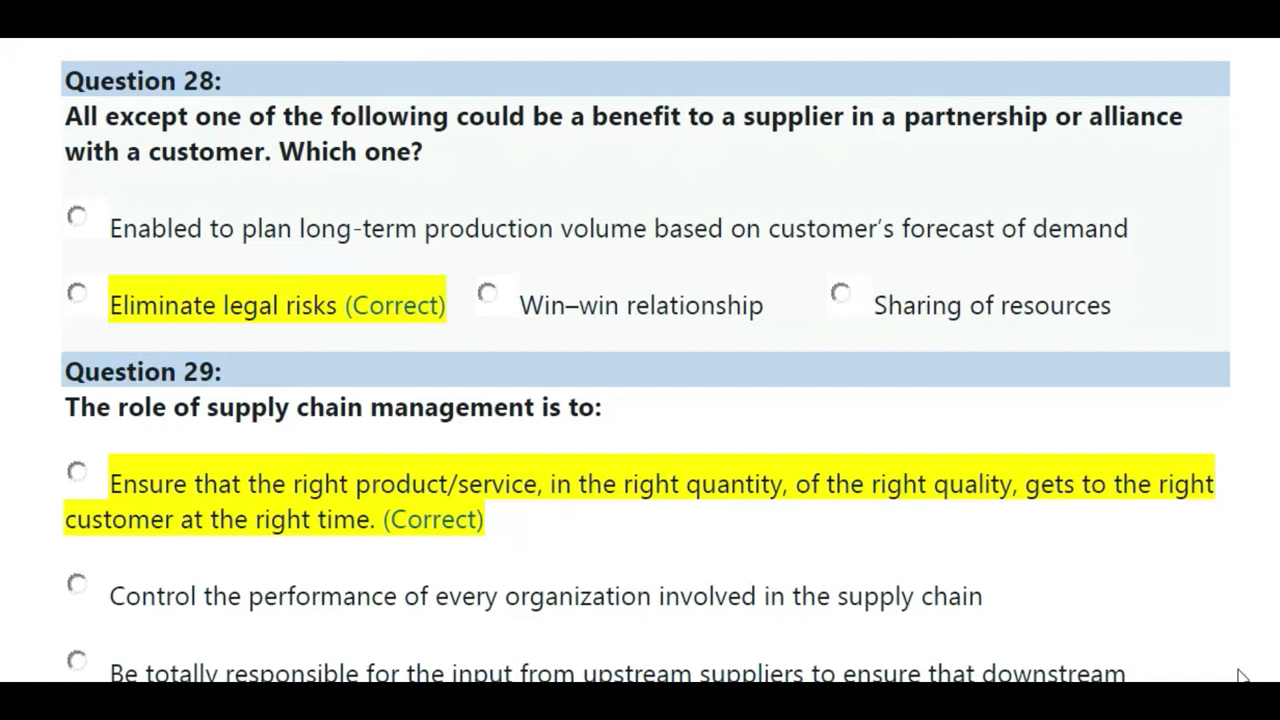 Question 28:
All except one of the following could be a benefit to a supplier in a partnership or alliance
with a customer. Which one?
Enabled to plan long-term production volume based on customer's forecast of demand
Eliminate legal risks (Correct) Win–win relationship Sharing of resources
Question 29:
The role of supply chain management is to:
Ensure that the right product/service, in the right quantity, of the right quality, gets to the right
customer at the right time. (Correct)
Control the performance of every organization involved in the supply chain
Be totally responsible for the input from upstream suppliers to ensure that downstream